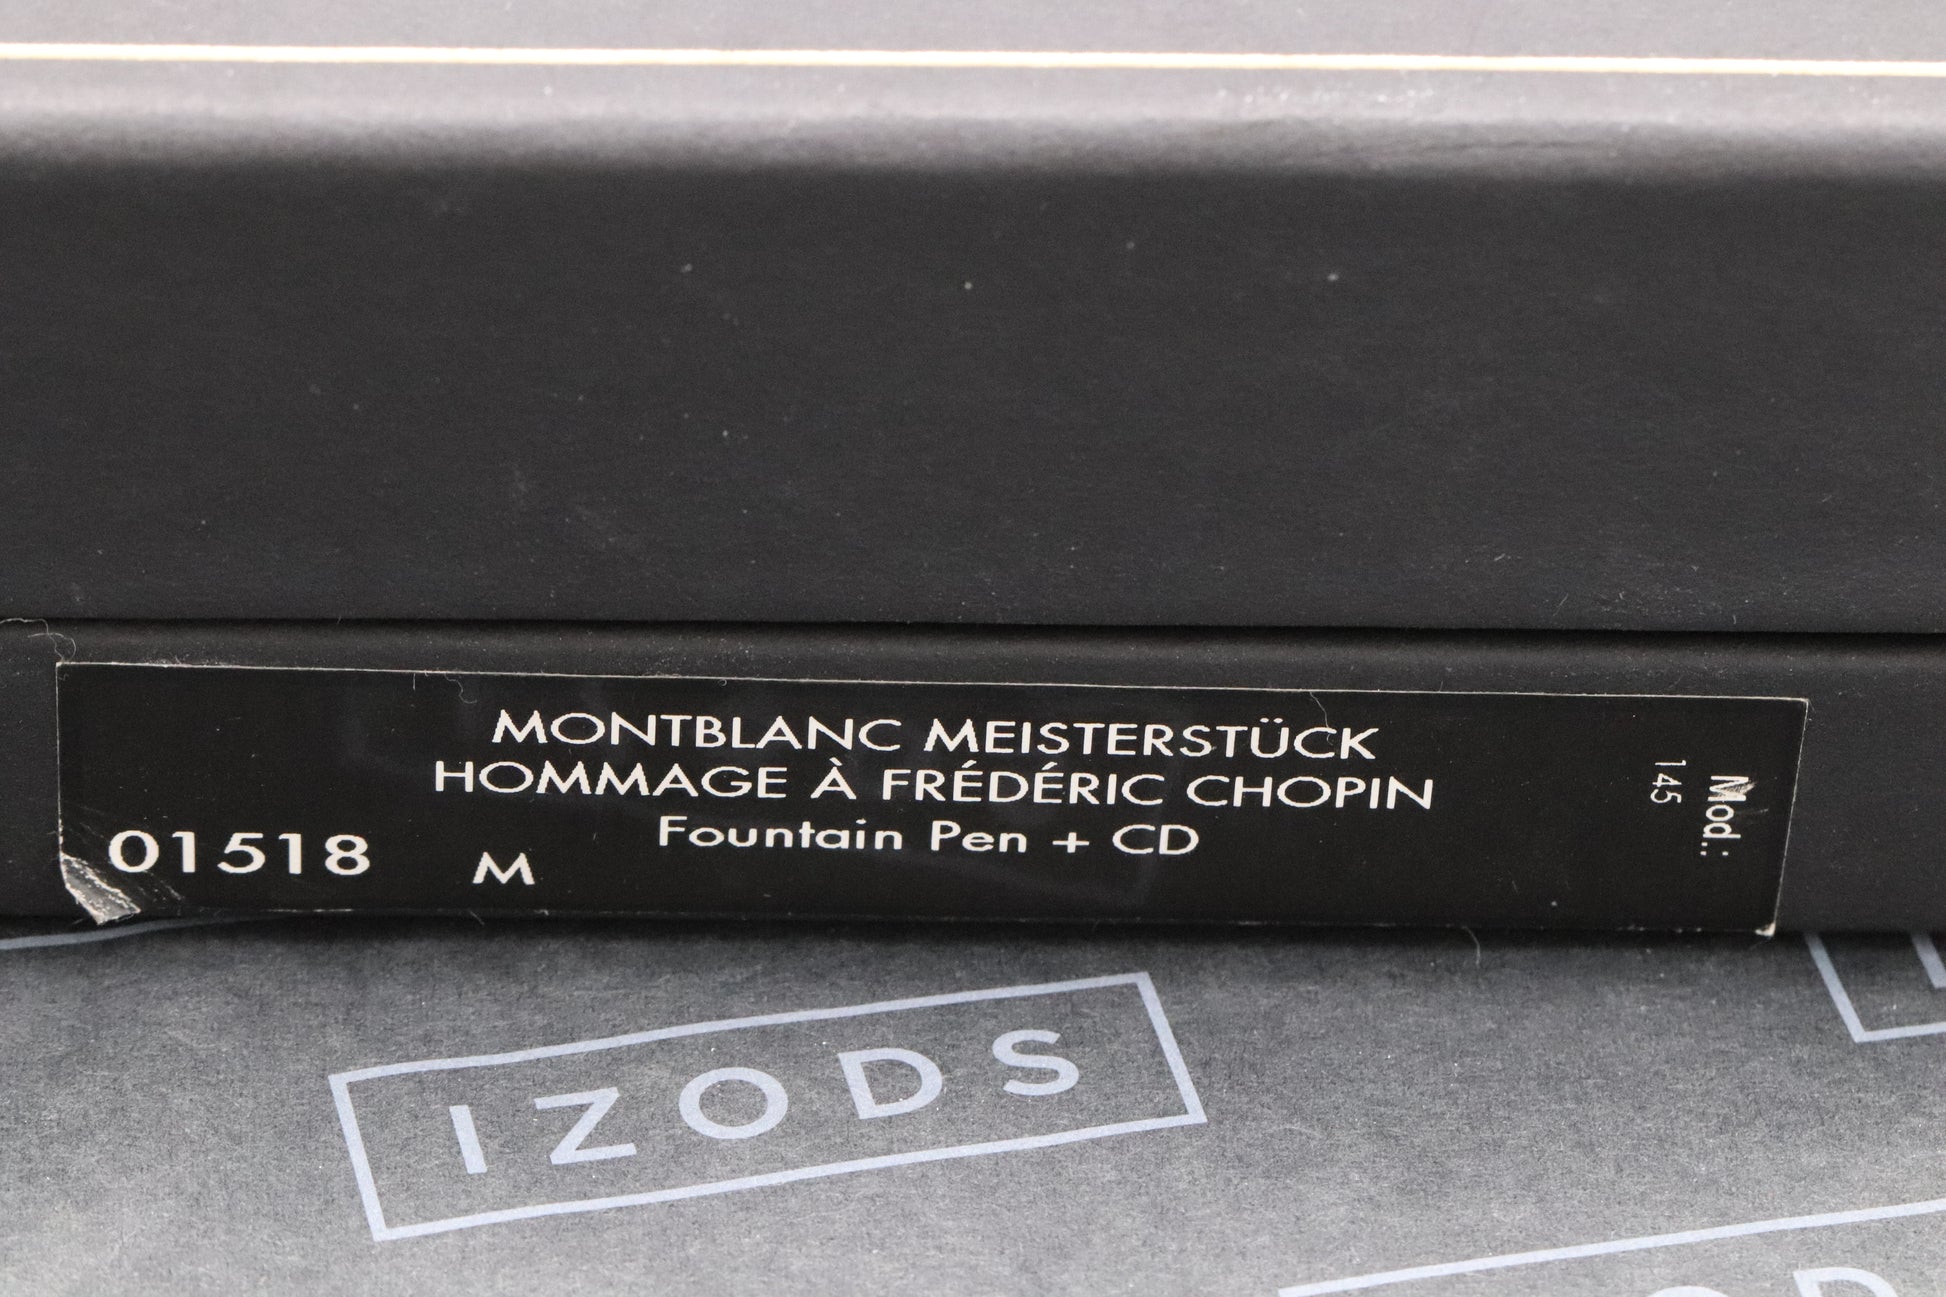 MONTBLANC MEISTERSTÜCK
HOMMAGE À FRÉDÉRIC CHOPIN
Fountain Pen + CD
01518 M
Mod.:
145
IZODS